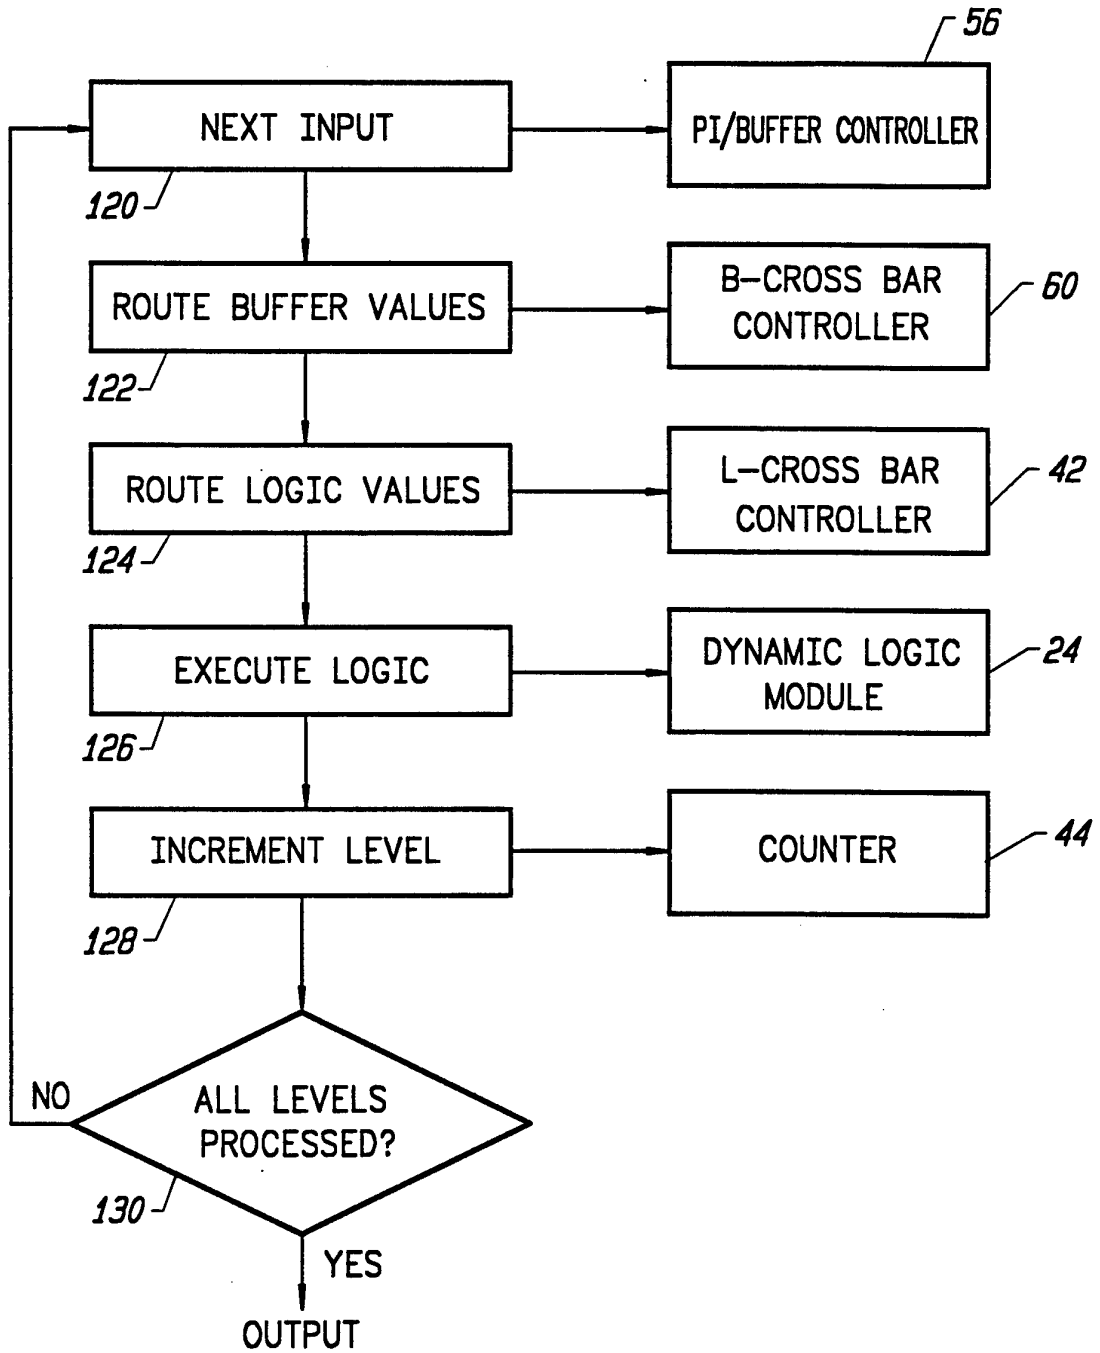 56
NEXT INPUT
PI/BUFFER CONTROLLER
120
ROUTE BUFFER VALUES
B-CROSS BAR
CONTROLLER
60
122
ROUTE LOGIC VALUES
L-CROSS BAR
CONTROLLER
42
124
EXECUTE LOGIC
DYNAMIC LOGIC
MODULE
24
126
INCREMENT LEVEL
COUNTER
44
128
NO
ALL LEVELS
PROCESSED?
130
YES
OUTPUT